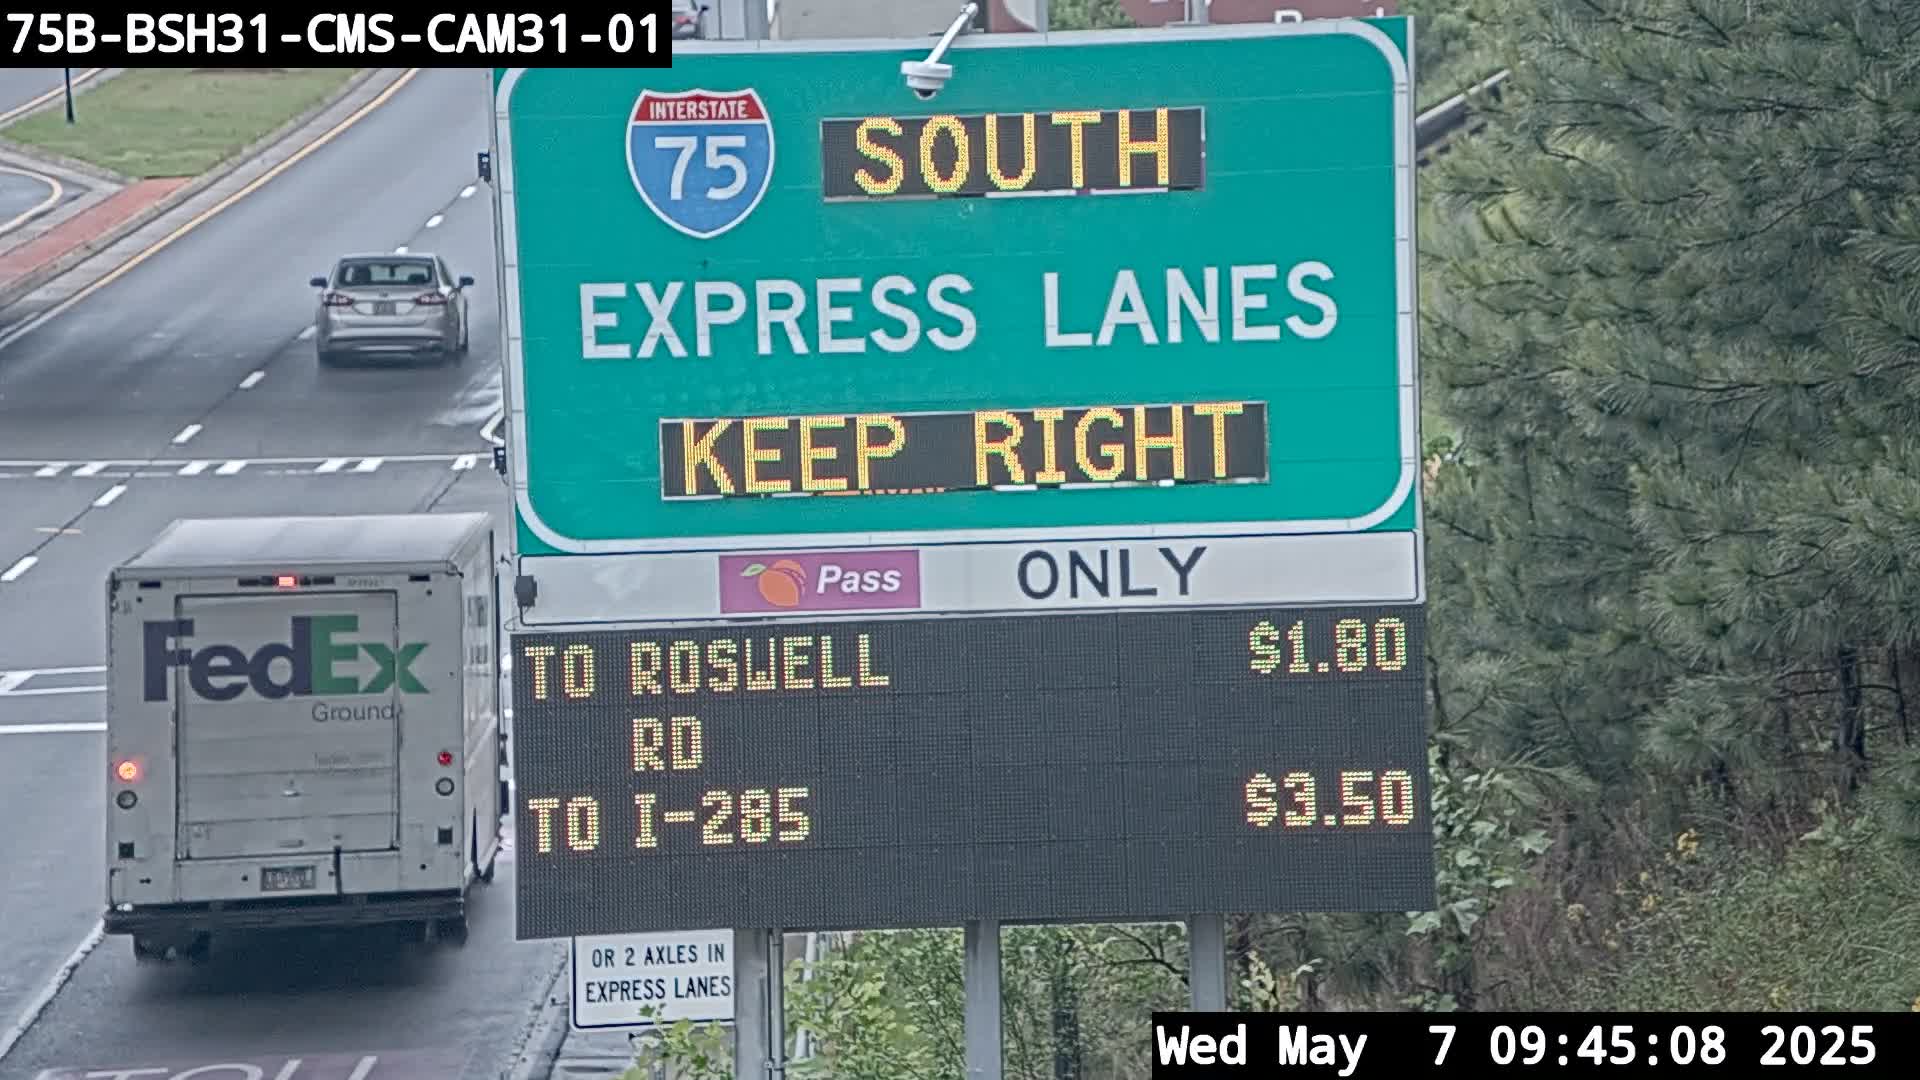 75B-BSH31-CMS-CAM31-01
INTERSTATE
75
SOUTH
EXPRESS LANES
KEEP RIGHT
Pass ONLY
TO ROSWELL $1.80
RD
TO I-285 $3.50
FedEx
Ground
OR 2 AXLES IN
EXPRESS LANES
TOLL
Wed May 7 09:45:08 2025